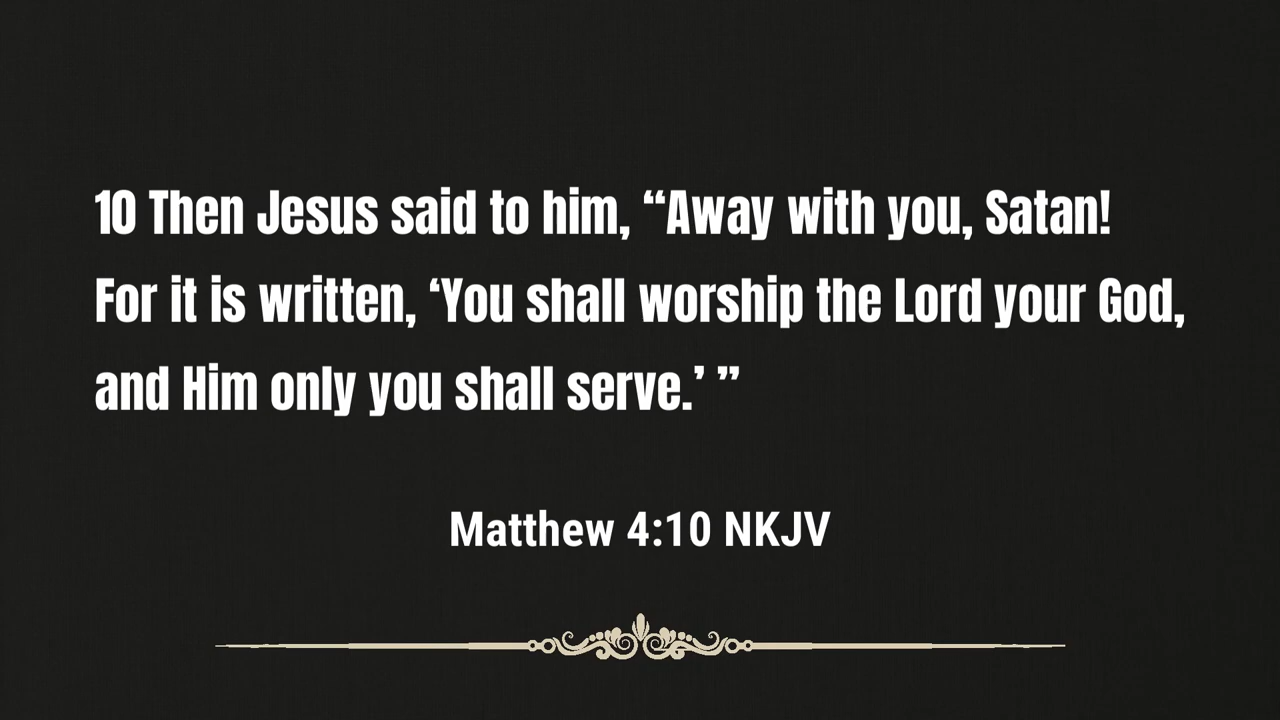 10 Then Jesus said to him, “Away with you, Satan!
For it is written, ‘You shall worship the Lord your God,
and Him only you shall serve.’ ”
Matthew 4:10 NKJV